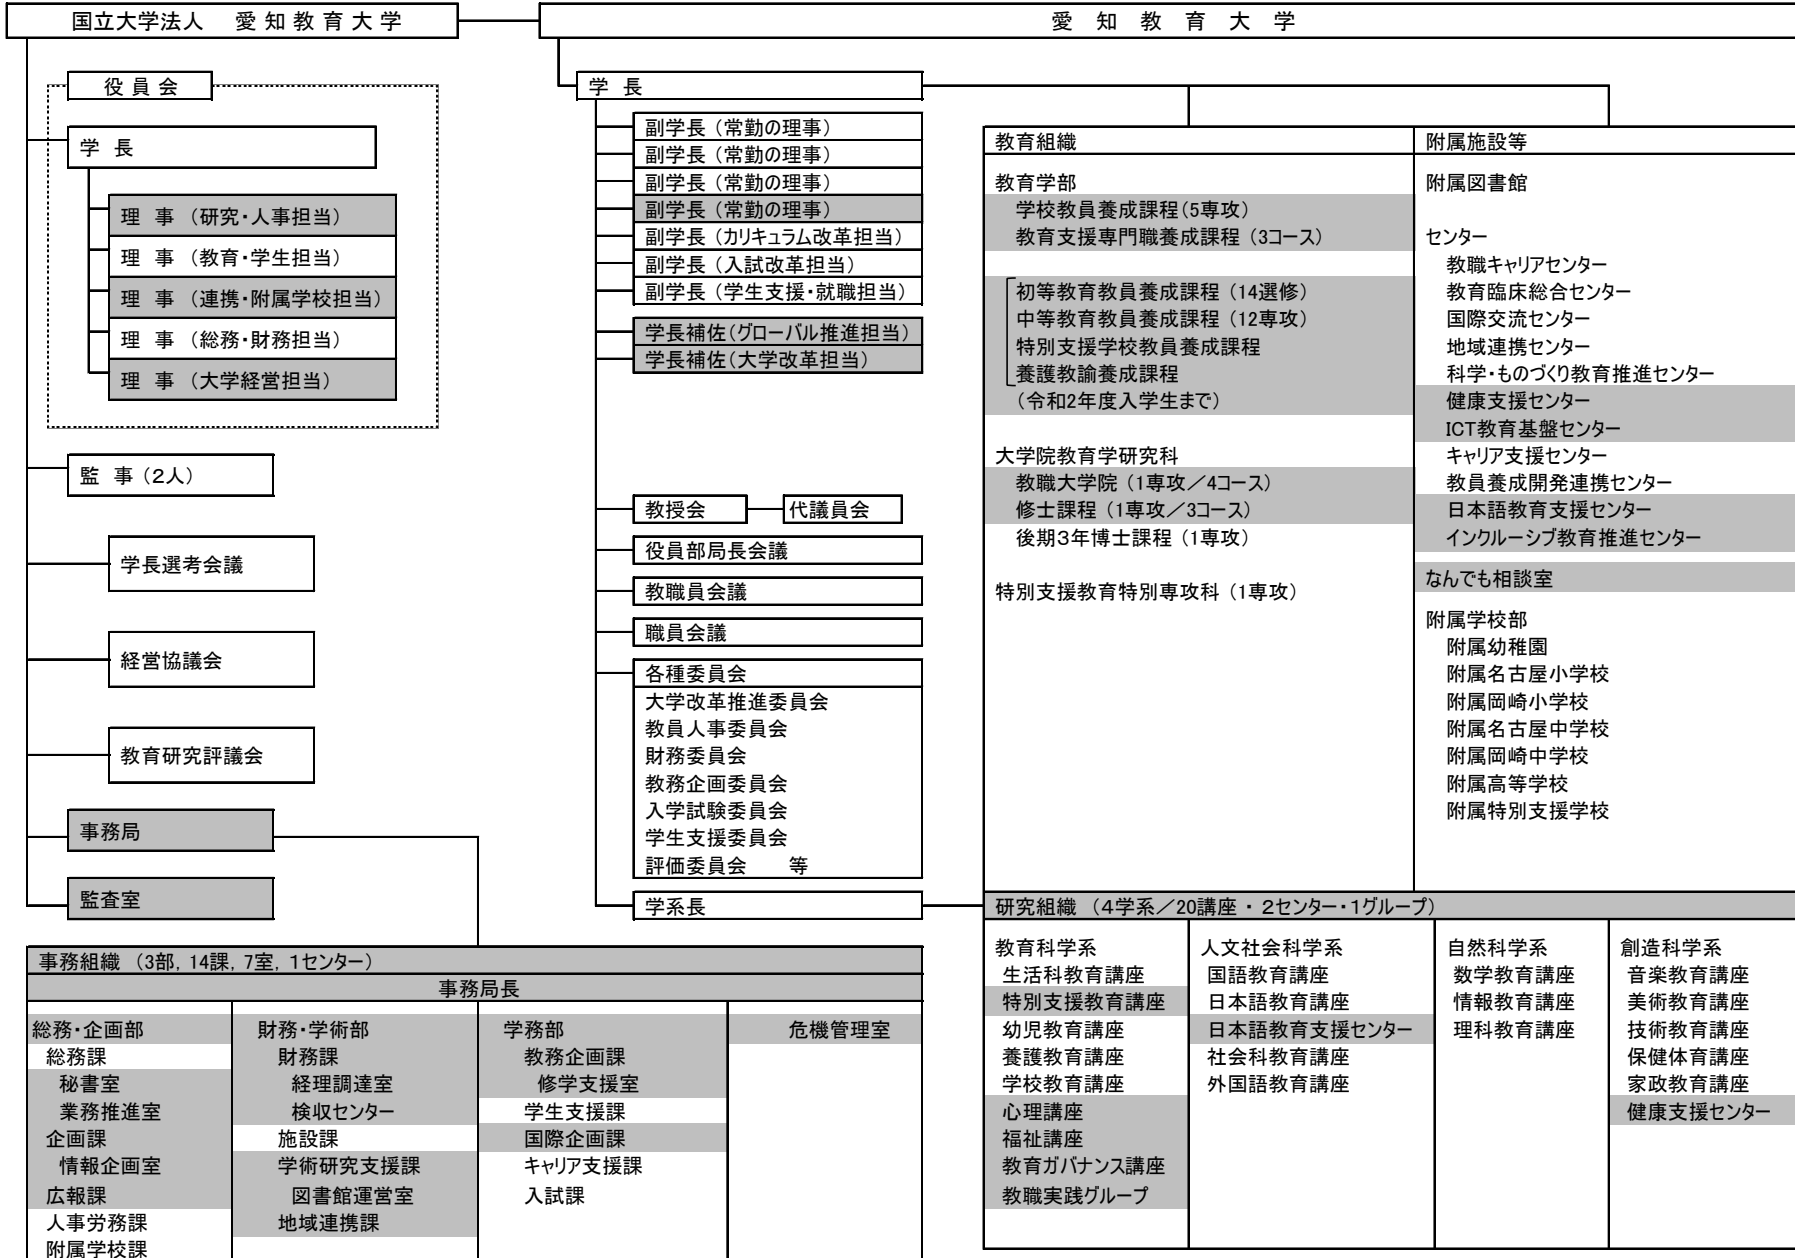 国立大学法人　愛知教育大学
愛知教育大学
役員会
学長
理事（研究・人事担当）
理事（教育・学生担当）
理事（連携・附属学校担当）
理事（総務・財務担当）
理事（大学経営担当）
監事（2人）
学長選考会議
経営協議会
教育研究評議会
事務局
監査室
学長
副学長（常勤の理事）
副学長（常勤の理事）
副学長（常勤の理事）
副学長（常勤の理事）
副学長（カリキュラム改革担当）
副学長（入試改革担当）
副学長（学生支援・就職担当）
学長補佐（グローバル推進担当）
学長補佐（大学改革担当）
教授会
代議員会
役員部局長会議
教職員会議
職員会議
各種委員会
大学改革推進委員会
教員人事委員会
財務委員会
教務企画委員会
入学試験委員会
学生支援委員会
評価委員会　等
学系長
教育組織
教育学部
学校教員養成課程（5専攻）
教育支援専門職養成課程（3コース）
初等教育教員養成課程（14選修）
中等教育教員養成課程（12専攻）
特別支援学校教員養成課程
養護教諭養成課程
（令和2年度入学生まで）
大学院教育学研究科
教職大学院（1専攻／4コース）
修士課程（1専攻／3コース）
後期3年博士課程（1専攻）
特別支援教育特別専攻科（1専攻）
附属施設等
附属図書館
センター
教職キャリアセンター
教育臨床総合センター
国際交流センター
地域連携センター
科学・ものづくり教育推進センター
健康支援センター
ICT教育基盤センター
キャリア支援センター
教員養成開発連携センター
日本語教育支援センター
インクルーシブ教育推進センター
なんでも相談室
附属学校部
附属幼稚園
附属名古屋小学校
附属岡崎小学校
附属名古屋中学校
附属岡崎中学校
附属高等学校
附属特別支援学校
研究組織（4学系／20講座・2センター・1グループ）
教育科学系
生活科教育講座
特別支援教育講座
幼児教育講座
養護教育講座
学校教育講座
心理講座
福祉講座
教育ガバナンス講座
教職実践グループ
人文社会科学系
国語教育講座
日本語教育講座
日本語教育支援センター
社会科教育講座
外国語教育講座
自然科学系
数学教育講座
情報教育講座
理科教育講座
創造科学系
音楽教育講座
美術教育講座
技術教育講座
保健体育講座
家政教育講座
健康支援センター
事務組織（3部，14課，7室，1センター）
事務局長
総務・企画部
総務課
秘書室
業務推進室
企画課
情報企画室
広報課
人事労務課
附属学校課
財務・学術部
財務課
経理調達室
検収センター
施設課
学術研究支援課
図書館運営室
地域連携課
学務部
教務企画課
修学支援室
学生支援課
国際企画課
キャリア支援課
入試課
危機管理室